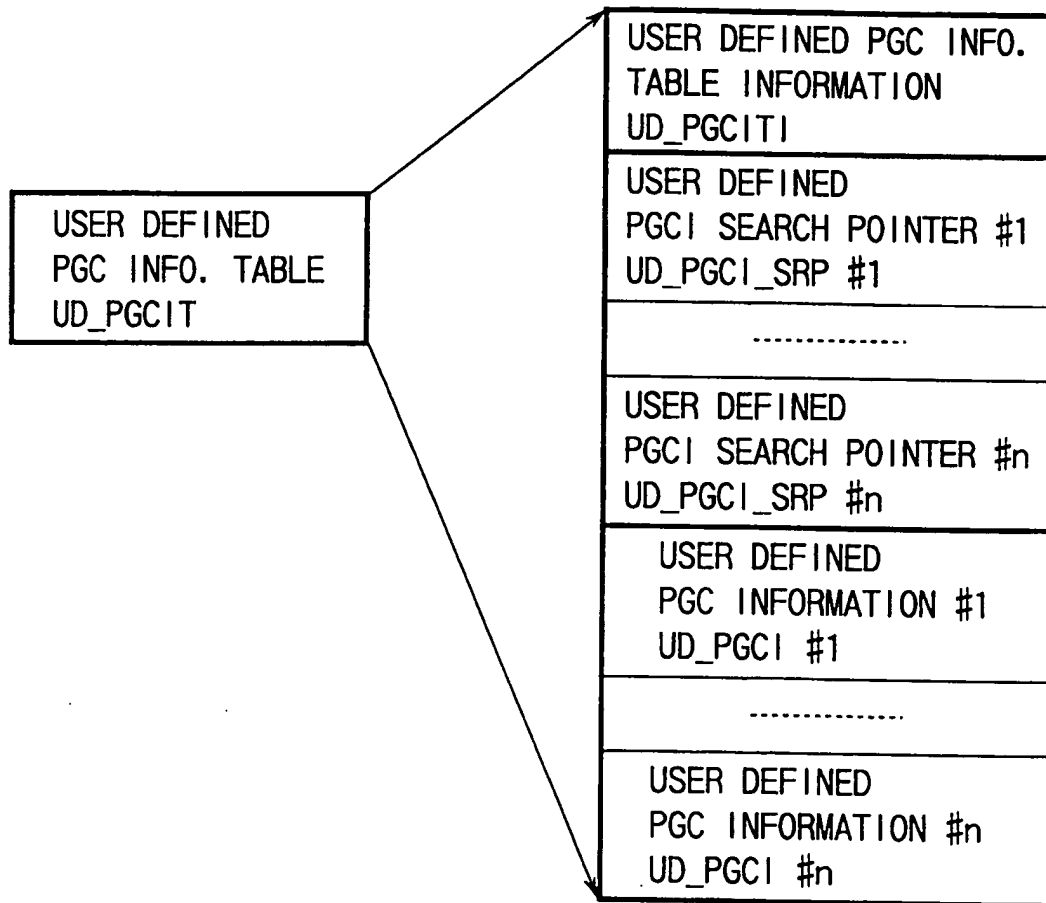 USER DEFINED
PGC INFO. TABLE
UD_PGCIT
USER DEFINED PGC INFO.
TABLE INFORMATION
UD_PGCITI
USER DEFINED
PGCI SEARCH POINTER #1
UD_PGCI_SRP #1
...............
USER DEFINED
PGCI SEARCH POINTER #n
UD_PGCI_SRP #n
USER DEFINED
PGC INFORMATION #1
UD_PGCI #1
...............
USER DEFINED
PGC INFORMATION #n
UD_PGCI #n